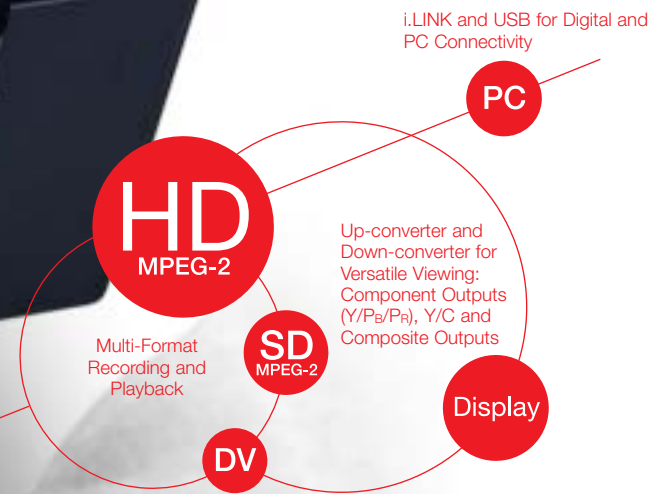 i.LINK and USB for Digital and
PC Connectivity
PC
HD
MPEG-2
Up-converter and
Down-converter for
Versatile Viewing:
Component Outputs
(Y/PB/PR), Y/C and
Composite Outputs
Multi-Format
Recording and
Playback
SD
MPEG-2
Display
DV